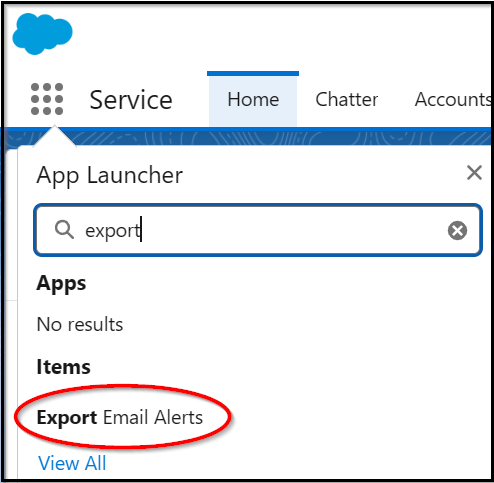 Service Home Chatter Accounts
App Launcher
export
Apps
No results
Items
Export Email Alerts
View All